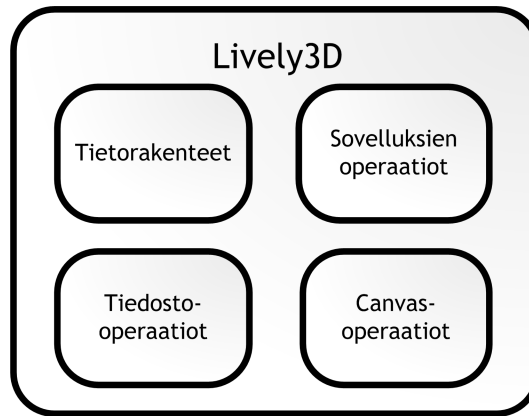 Lively3D
Tietorakenteet
Sovelluksien
operaatiot
Tiedosto-
operaatiot
Canvas-
operaatiot